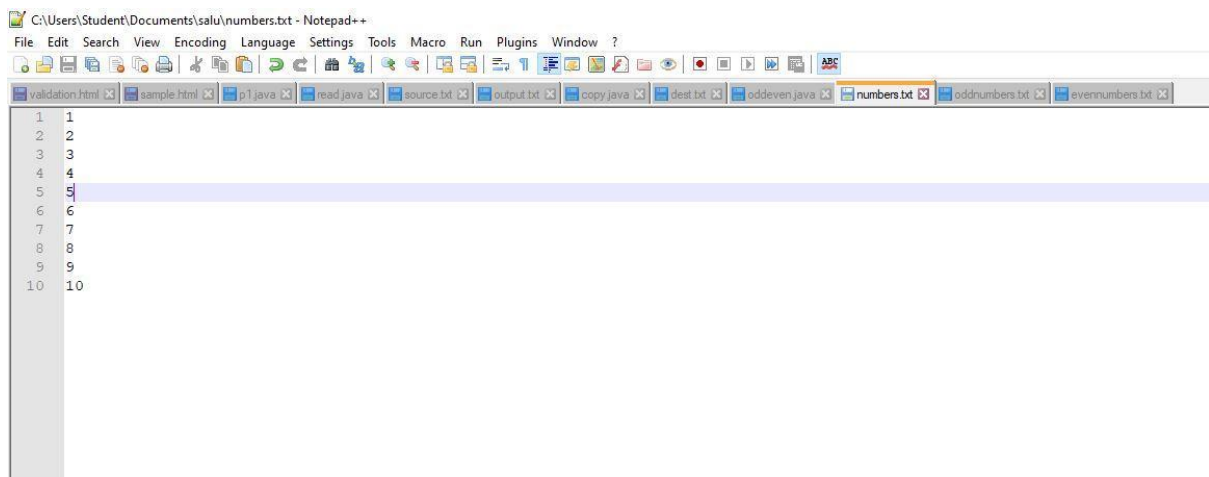 C:\Users\Student\Documents\salu\numbers.txt - Notepad++
File Edit Search View Encoding Language Settings Tools Macro Run Plugins Window ?
ABC
validation.html sample.html p1.java read.java source.txt output.txt copy.java dest.txt oddeven.java numbers.txt oddnumbers.txt evennumbers.txt
1 1
2 2
3 3
4 4
5 5
6 6
7 7
8 8
9 9
10 10